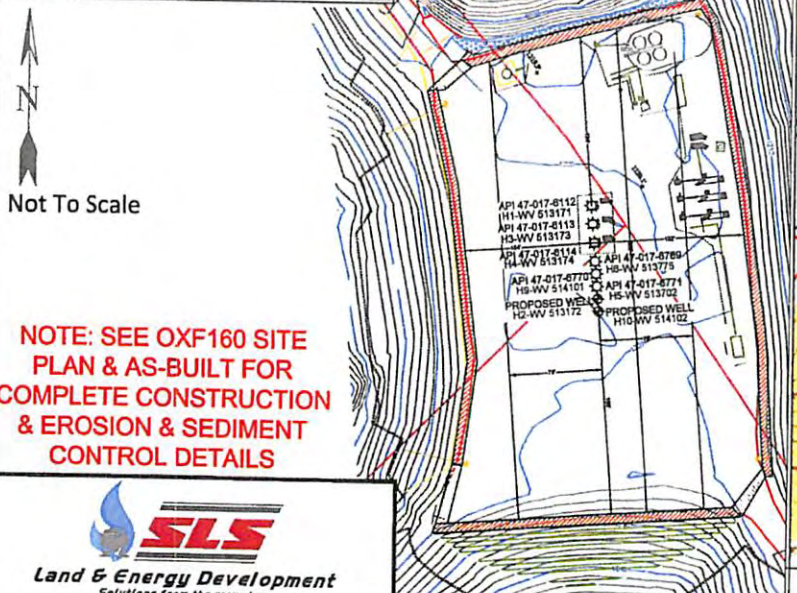 N
Not To Scale
API 47-017-6112
H1-WV 513171
API 47-017-6113
H3-WV 513173
API 47-017-6114
H4-WV 513174
API 47-017-6769
H8-WV 513775
API 47-017-6770
H9-WV 514101
API 47-017-6771
H5-WV 513702
PROPOSED WELL
H2-WV 513172
PROPOSED WELL
H10-WV 514102
NOTE: SEE OXF160 SITE
PLAN & AS-BUILT FOR
COMPLETE CONSTRUCTION
& EROSION & SEDIMENT
CONTROL DETAILS
SLS
Land & Energy Development